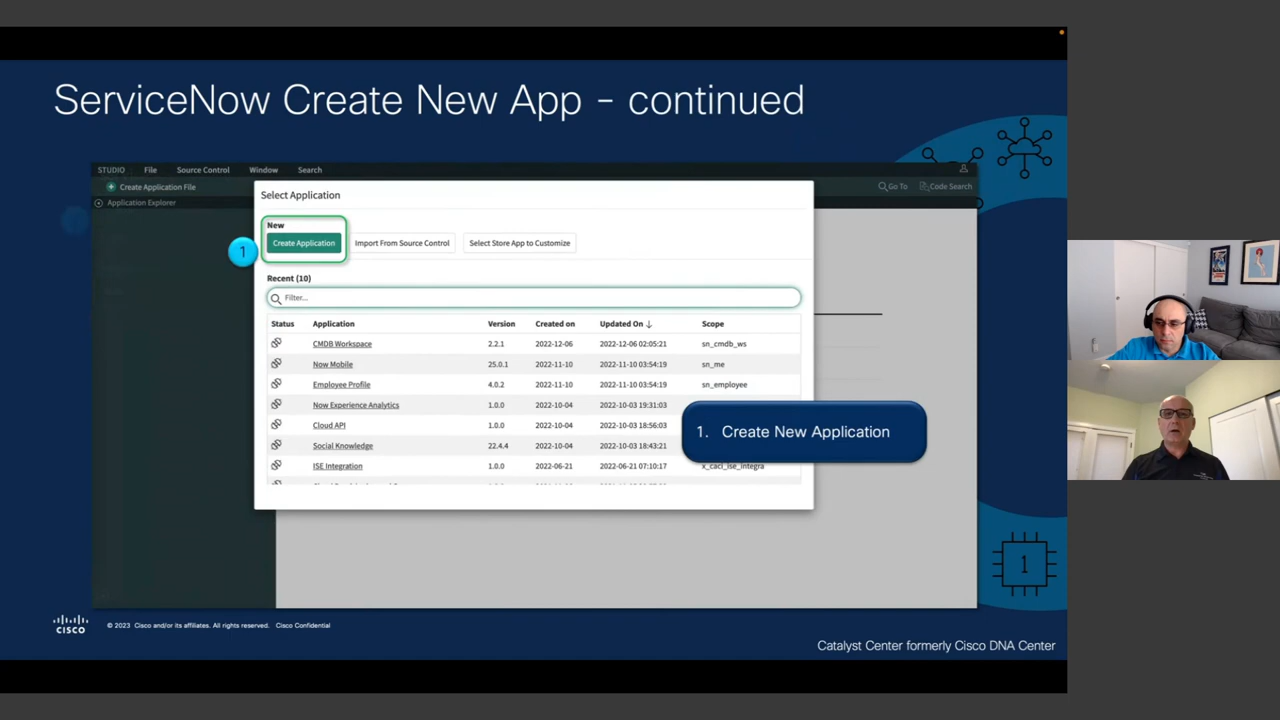 ServiceNow Create New App - continued
STUDIO File Source Control Window Search
Create Application File
Go To Code Search
Application Explorer
Select Application
New
1
Create Application Import From Source Control Select Store App to Customize
Recent (10)
Filter...
Status Application Version Created on Updated On ↓ Scope
CMDB Workspace 2.2.1 2022-12-06 2022-12-06 02:05:21 sn_cmdb_ws
Now Mobile 25.0.1 2022-11-10 2022-11-10 03:54:19 sn_me
Employee Profile 4.0.2 2022-11-10 2022-11-10 03:54:19 sn_employee
Now Experience Analytics 1.0.0 2022-10-04 2022-10-03 19:31:03
Cloud API 1.0.0 2022-10-04 2022-10-03 18:56:03
Social Knowledge 22.4.4 2022-10-04 2022-10-03 18:43:21
ISE Integration 1.0.0 2022-06-21 2022-06-21 07:10:17 x_caci_ise_integra
1. Create New Application
1
CISCO
© 2023 Cisco and/or its affiliates. All rights reserved. Cisco Confidential
Catalyst Center formerly Cisco DNA Center